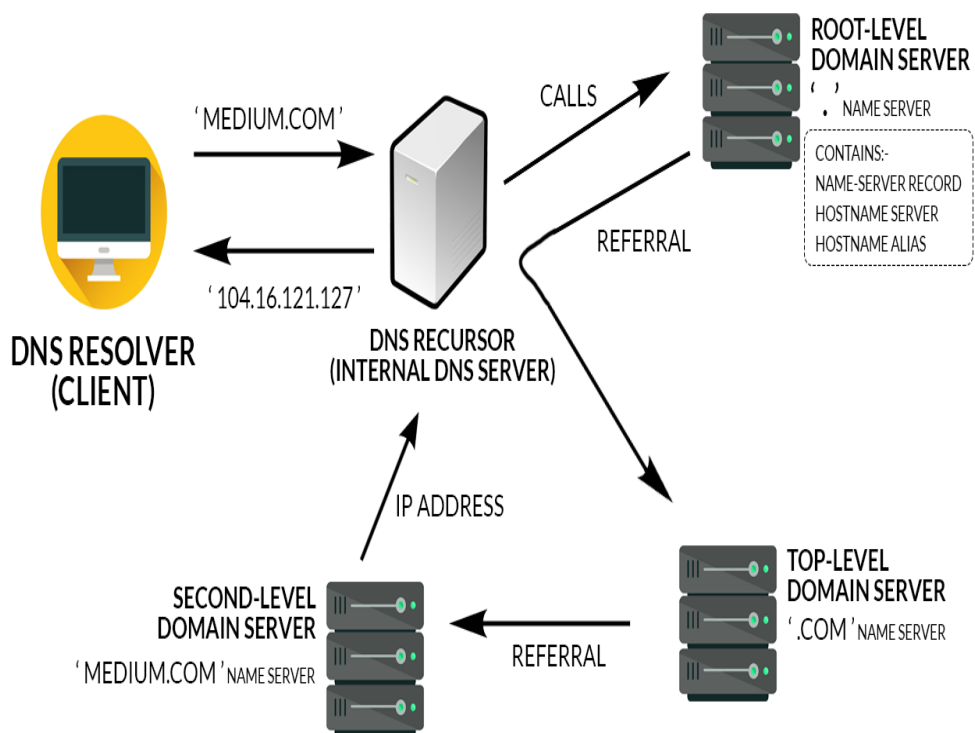 ' MEDIUM.COM '
' 104.16.121.127 '
DNS RESOLVER
(CLIENT)
DNS RECURSOR
(INTERNAL DNS SERVER)
CALLS
REFERRAL
ROOT-LEVEL
DOMAIN SERVER
' . ' NAME SERVER
CONTAINS:-
NAME-SERVER RECORD
HOSTNAME SERVER
HOSTNAME ALIAS
IP ADDRESS
SECOND-LEVEL
DOMAIN SERVER
' MEDIUM.COM ' NAME SERVER
REFERRAL
TOP-LEVEL
DOMAIN SERVER
' .COM ' NAME SERVER